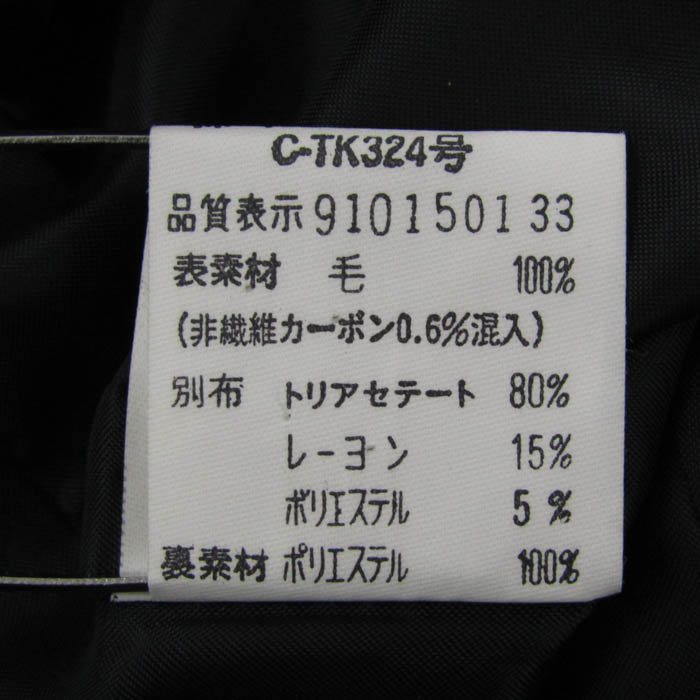 C-TK324号
品質表示 910150133
表素材 毛 100%
(非繊維カーボン0.6%混入)
別布 トリアセテート 80%
レーヨン 15%
ポリエステル 5%
裏素材 ポリエステル 100%